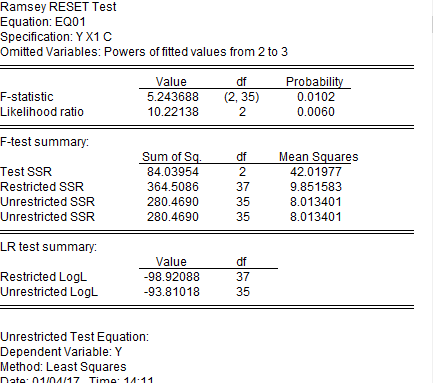 Ramsey RESET Test
Equation: EQ01
Specification: Y X1 C
Omitted Variables: Powers of fitted values from 2 to 3
Value df Probability
F-statistic 5.243688 (2, 35) 0.0102
Likelihood ratio 10.22138 2 0.0060
F-test summary:
Sum of Sq. df Mean Squares
Test SSR 84.03954 2 42.01977
Restricted SSR 364.5086 37 9.851583
Unrestricted SSR 280.4690 35 8.013401
Unrestricted SSR 280.4690 35 8.013401
LR test summary:
Value df
Restricted LogL -98.92088 37
Unrestricted LogL -93.81018 35
Unrestricted Test Equation:
Dependent Variable: Y
Method: Least Squares
Date: 01/04/17 Time: 14:11